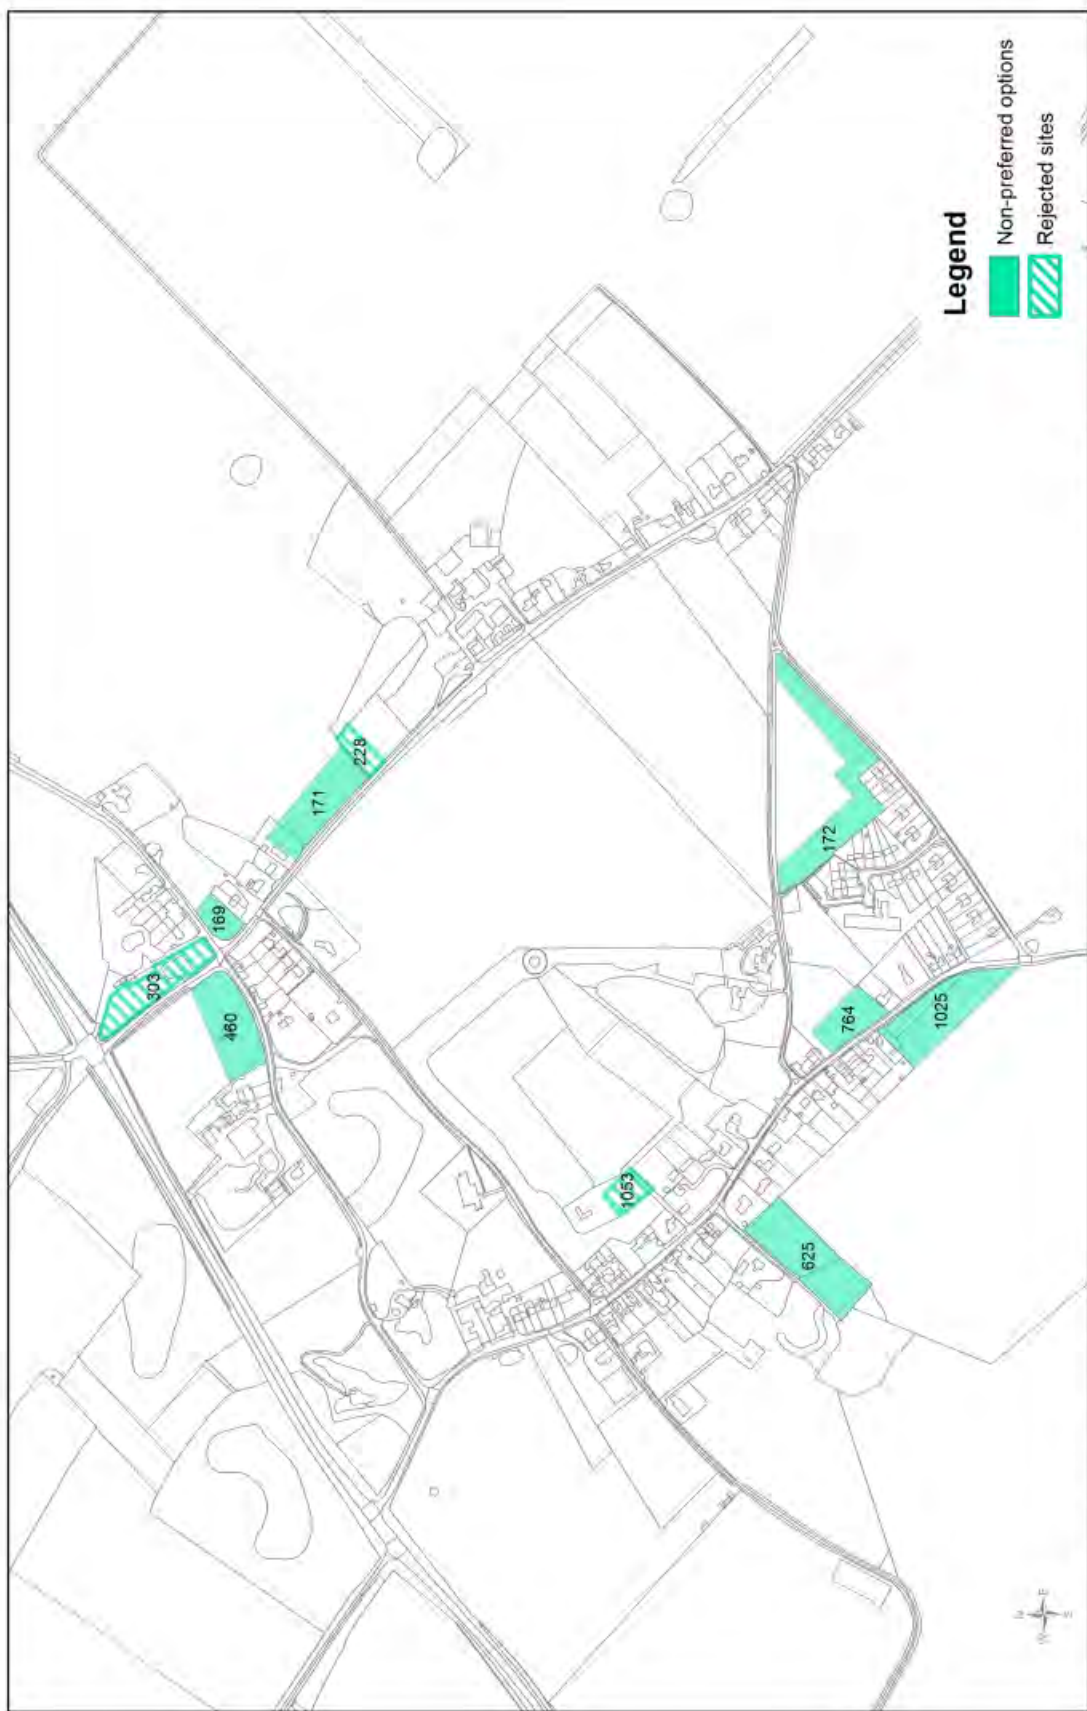 303
460
169
171
228
172
764
1025
1053
625
Legend
Non-preferred options
Rejected sites
N
W
E
S